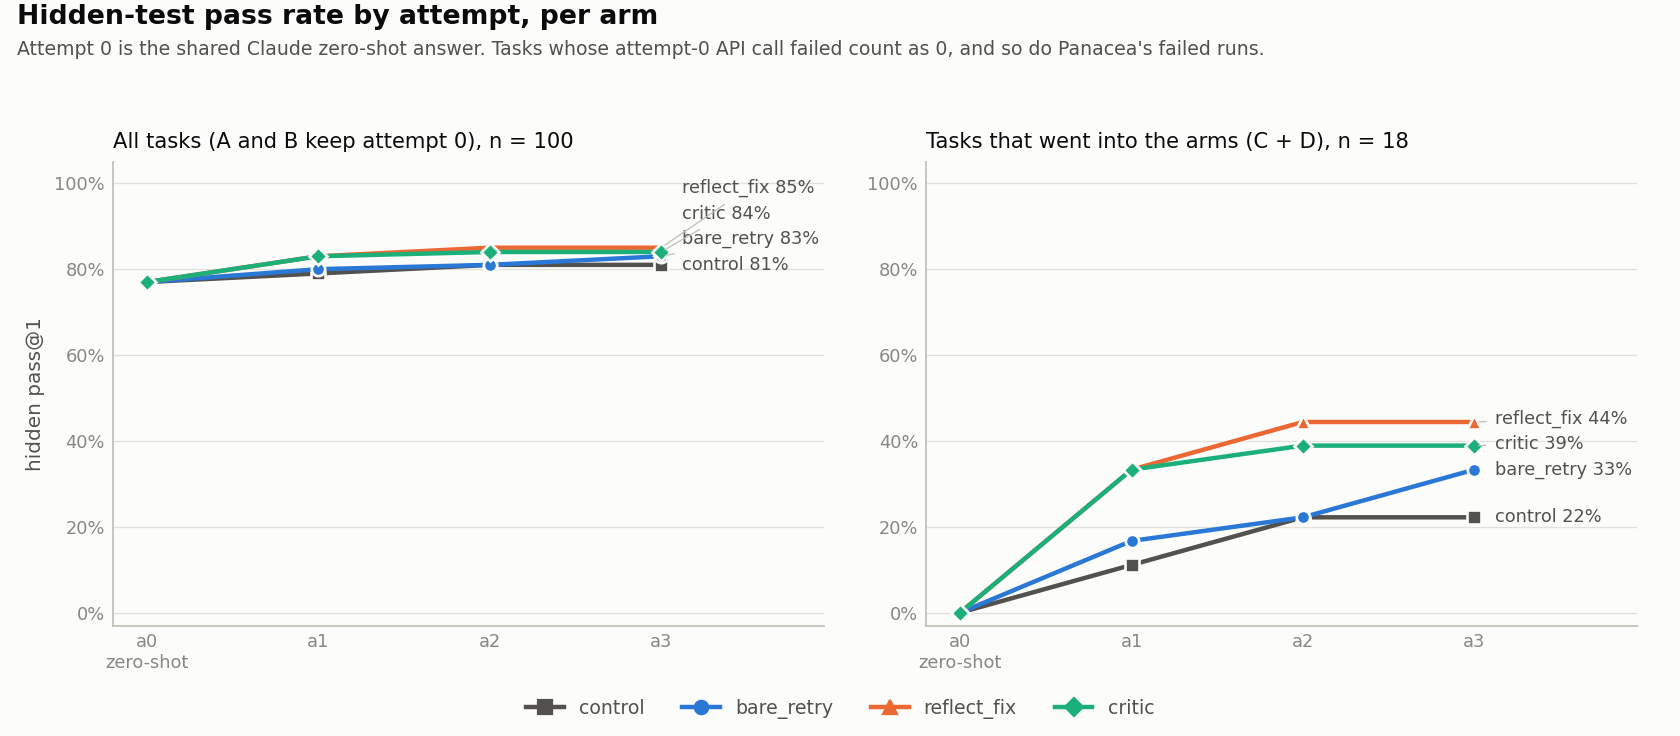 Hidden-test pass rate by attempt, per arm
Attempt 0 is the shared Claude zero-shot answer. Tasks whose attempt-0 API call failed count as 0, and so do Panacea's failed runs.
All tasks (A and B keep attempt 0), n = 100
100%
80%
60%
40%
20%
0%
hidden pass@1
reflect_fix 85%
critic 84%
bare_retry 83%
control 81%
a0
zero-shot
a1
a2
a3
Tasks that went into the arms (C + D), n = 18
100%
80%
60%
40%
20%
0%
reflect_fix 44%
critic 39%
bare_retry 33%
control 22%
a0
zero-shot
a1
a2
a3
control
bare_retry
reflect_fix
critic